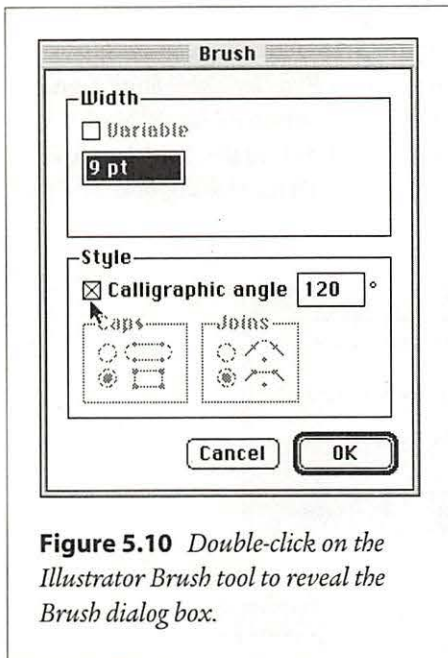 Brush
Width
Variable
9 pt
Style
Calligraphic angle 120 °
Caps Joins
Cancel OK
Figure 5.10 Double-click on the
Illustrator Brush tool to reveal the
Brush dialog box.